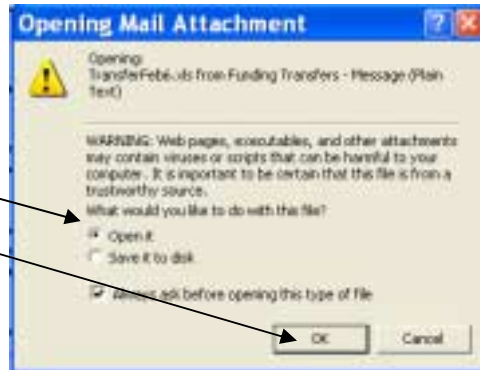 Opening Mail Attachment
Opening:
TransferFeb6.xls from Funding Transfers - Message (Plain
Text)
WARNING: Web pages, executables, and other attachments
may contain viruses or scripts that can be harmful to your
computer. It is important to be certain that this file is from a
trustworthy source.
What would you like to do with this file?
Open it
Save it to disk
Always ask before opening this type of file
OK
Cancel